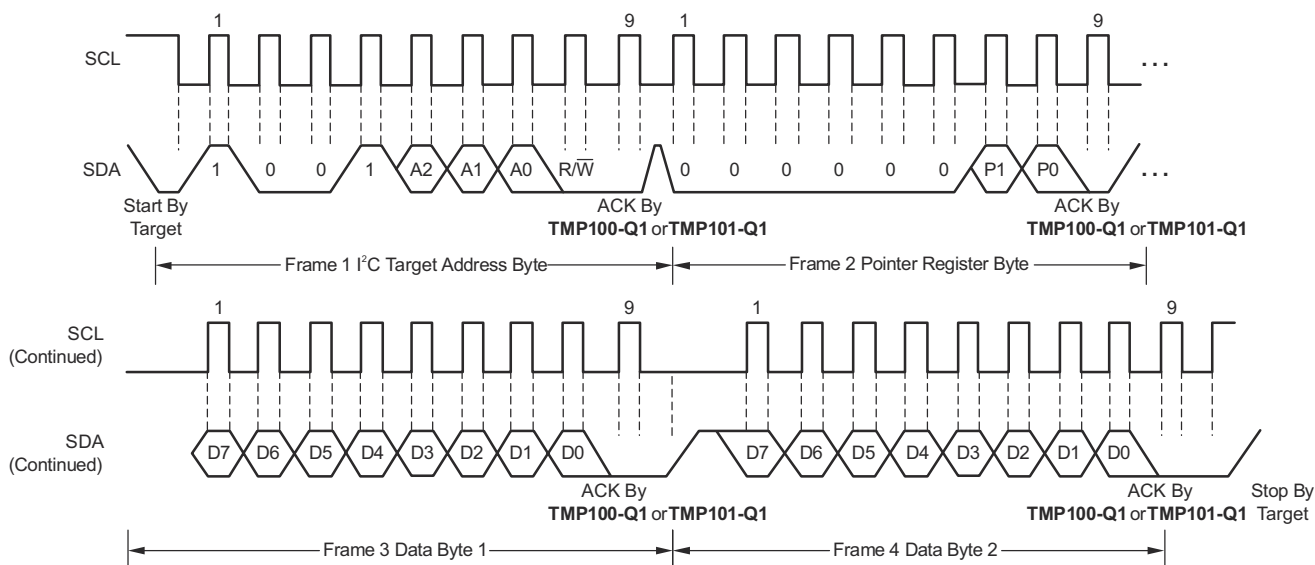 1 9 1 9
SCL ...
SDA 1 0 0 1 A2 A1 A0 R/W̅ 0 0 0 0 0 0 P1 P0 ...
Start By
Target
ACK By
TMP100-Q1 or TMP101-Q1
ACK By
TMP100-Q1 or TMP101-Q1
Frame 1 I²C Target Address Byte
Frame 2 Pointer Register Byte
1 9 1 9
SCL
(Continued)
SDA
(Continued)
D7 D6 D5 D4 D3 D2 D1 D0 D7 D6 D5 D4 D3 D2 D1 D0
ACK By
TMP100-Q1 or TMP101-Q1
ACK By
TMP100-Q1 or TMP101-Q1
Stop By
Target
Frame 3 Data Byte 1
Frame 4 Data Byte 2